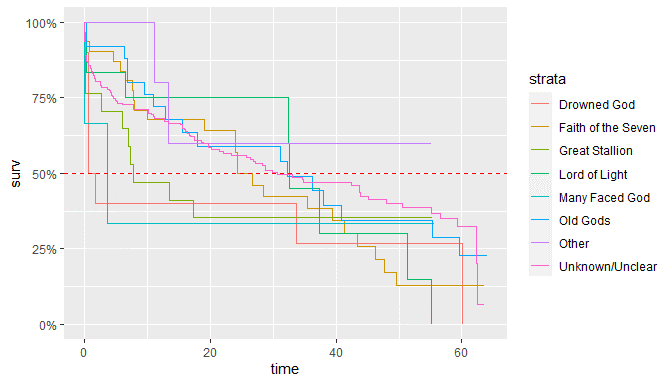 100%
75%
50%
25%
0%
surv
0
20
40
60
time
strata
Drowned God
Faith of the Seven
Great Stallion
Lord of Light
Many Faced God
Old Gods
Other
Unknown/Unclear